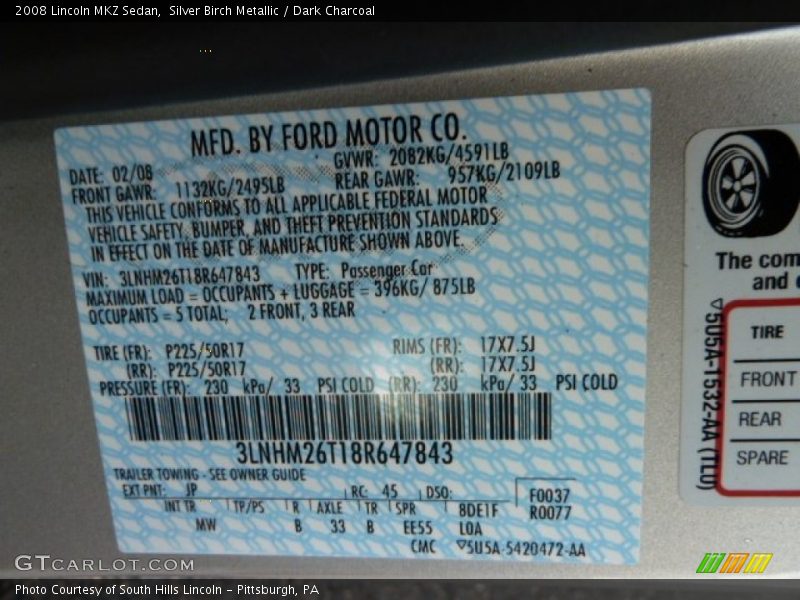 2008 Lincoln MKZ Sedan,  Silver Birch Metallic / Dark Charcoal
MFD. BY FORD MOTOR CO.
DATE: 02/08 GVWR: 2082KG/4591LB
FRONT GAWR: 1132KG/2495LB REAR GAWR: 957KG/2109LB
THIS VEHICLE CONFORMS TO ALL APPLICABLE FEDERAL MOTOR
VEHICLE SAFETY, BUMPER, AND THEFT PREVENTION STANDARDS
IN EFFECT ON THE DATE OF MANUFACTURE SHOWN ABOVE.
VIN: 3LNHM26T18R647843 TYPE: Passenger Car
MAXIMUM LOAD = OCCUPANTS + LUGGAGE = 396KG/ 875LB
OCCUPANTS = 5 TOTAL; 2 FRONT, 3 REAR
TIRE (FR): P225/50R17 RIMS (FR): 17X7.5J
(RR): P225/50R17 (RR): 17X7.5J
PRESSURE (FR): 230 kPa/ 33 PSI COLD (RR): 230 kPa/ 33 PSI COLD
3LNHM26T18R647843
TRAILER TOWING - SEE OWNER GUIDE
EXT PNT: JP RC: 45 DSO: F0037
INT TR TP/PS R AXLE TR SPR 8DE1F R0077
MW B 33 B EE55 LOA
CMC ▽5U5A-5420472-AA
The com
and
▽5U5A-1532-AA (TLU)
TIRE
FRONT
REAR
SPARE
GTCARLOT.COM
Photo Courtesy of South Hills Lincoln - Pittsburgh, PA